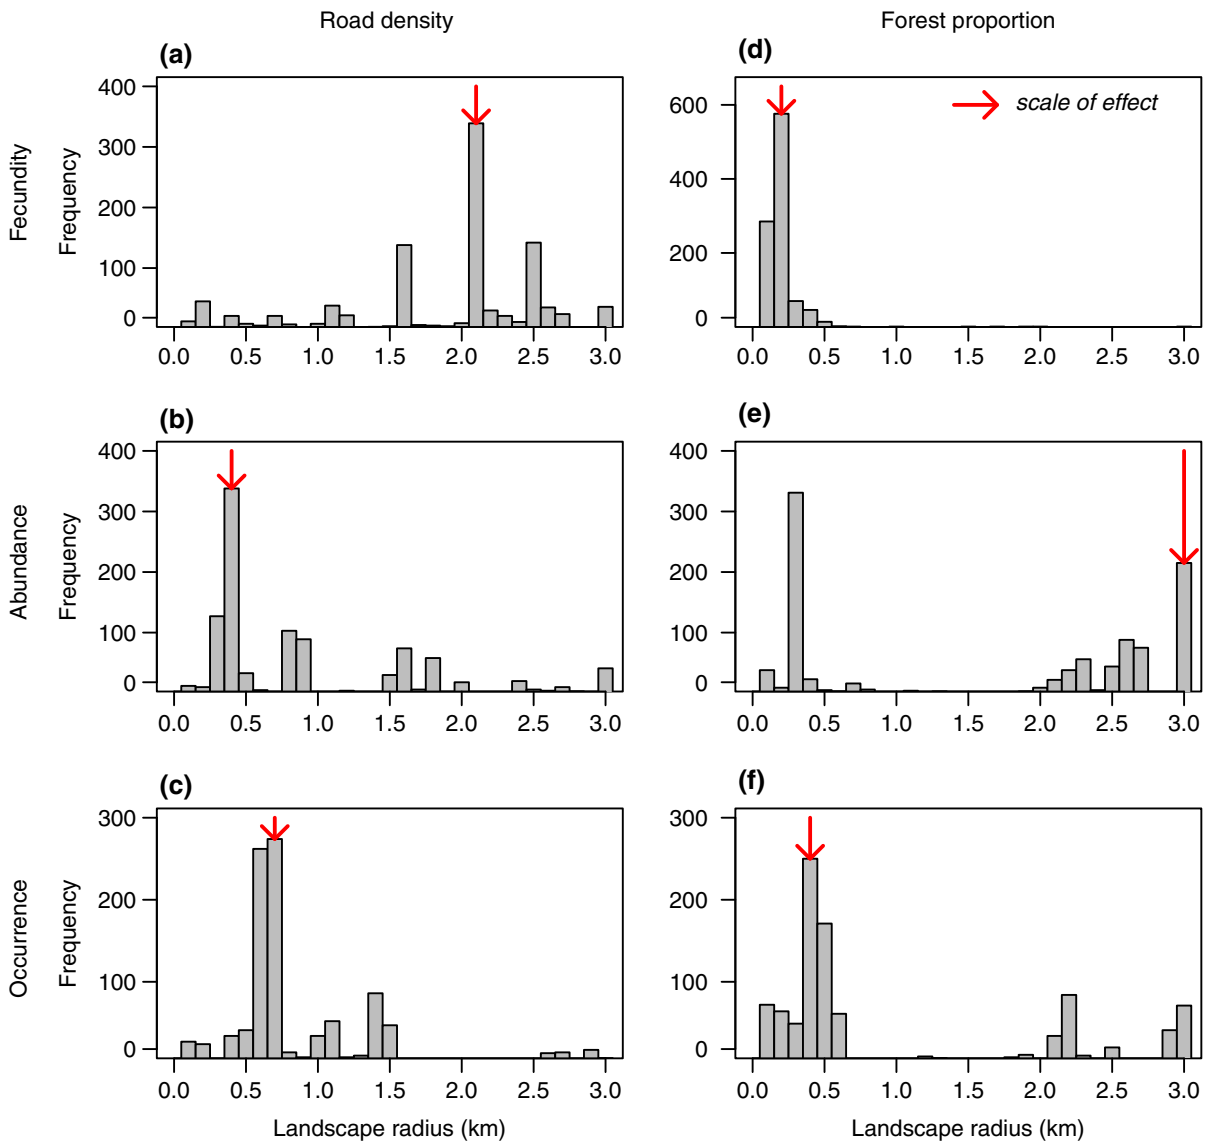 Road density
Forest proportion
(a)
Fecundity
Frequency
400
300
200
100
0
0.0 0.5 1.0 1.5 2.0 2.5 3.0
(d)
scale of effect
600
400
200
0
0.0 0.5 1.0 1.5 2.0 2.5 3.0
(b)
Abundance
Frequency
400
300
200
100
0
0.0 0.5 1.0 1.5 2.0 2.5 3.0
(e)
400
300
200
100
0
0.0 0.5 1.0 1.5 2.0 2.5 3.0
(c)
Occurrence
Frequency
300
200
100
0
0.0 0.5 1.0 1.5 2.0 2.5 3.0
Landscape radius (km)
(f)
300
200
100
0
0.0 0.5 1.0 1.5 2.0 2.5 3.0
Landscape radius (km)